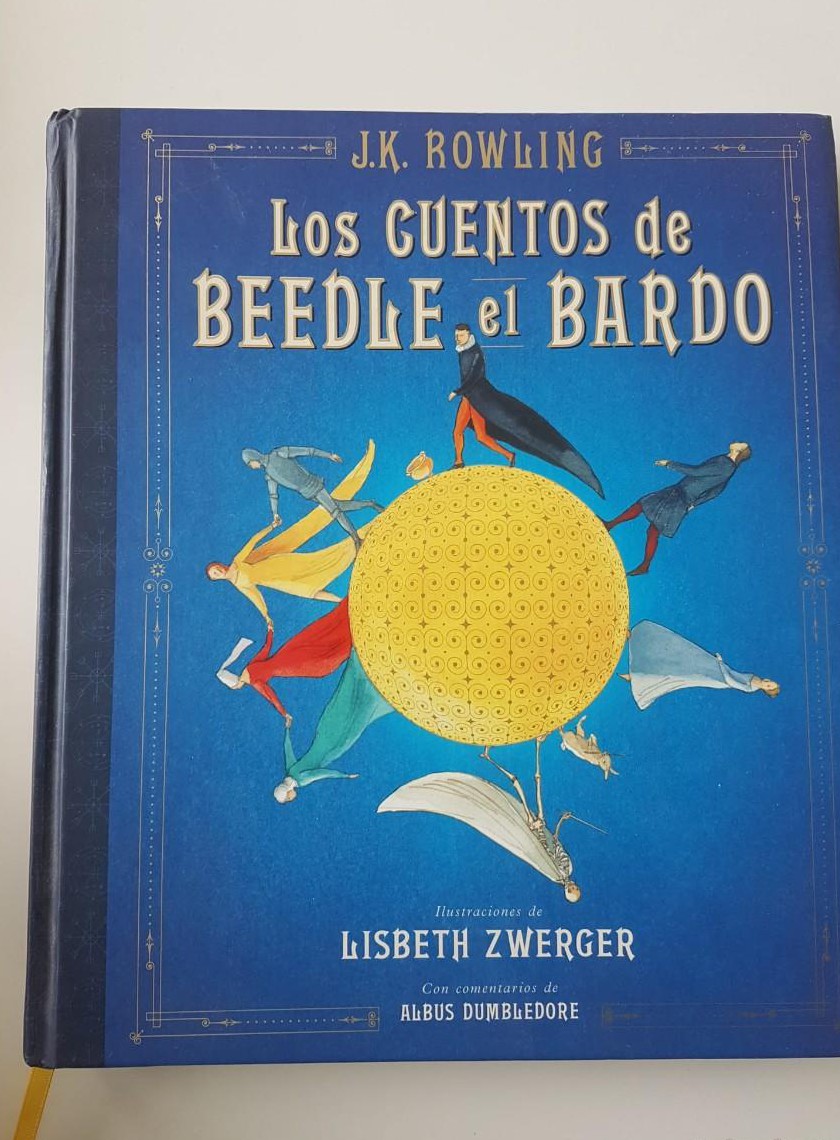 J.K. ROWLING
Los CUENTOS de
BEEDLE el BARDO
Ilustraciones de
LISBETH ZWERGER
Con comentarios de
ALBUS DUMBLEDORE